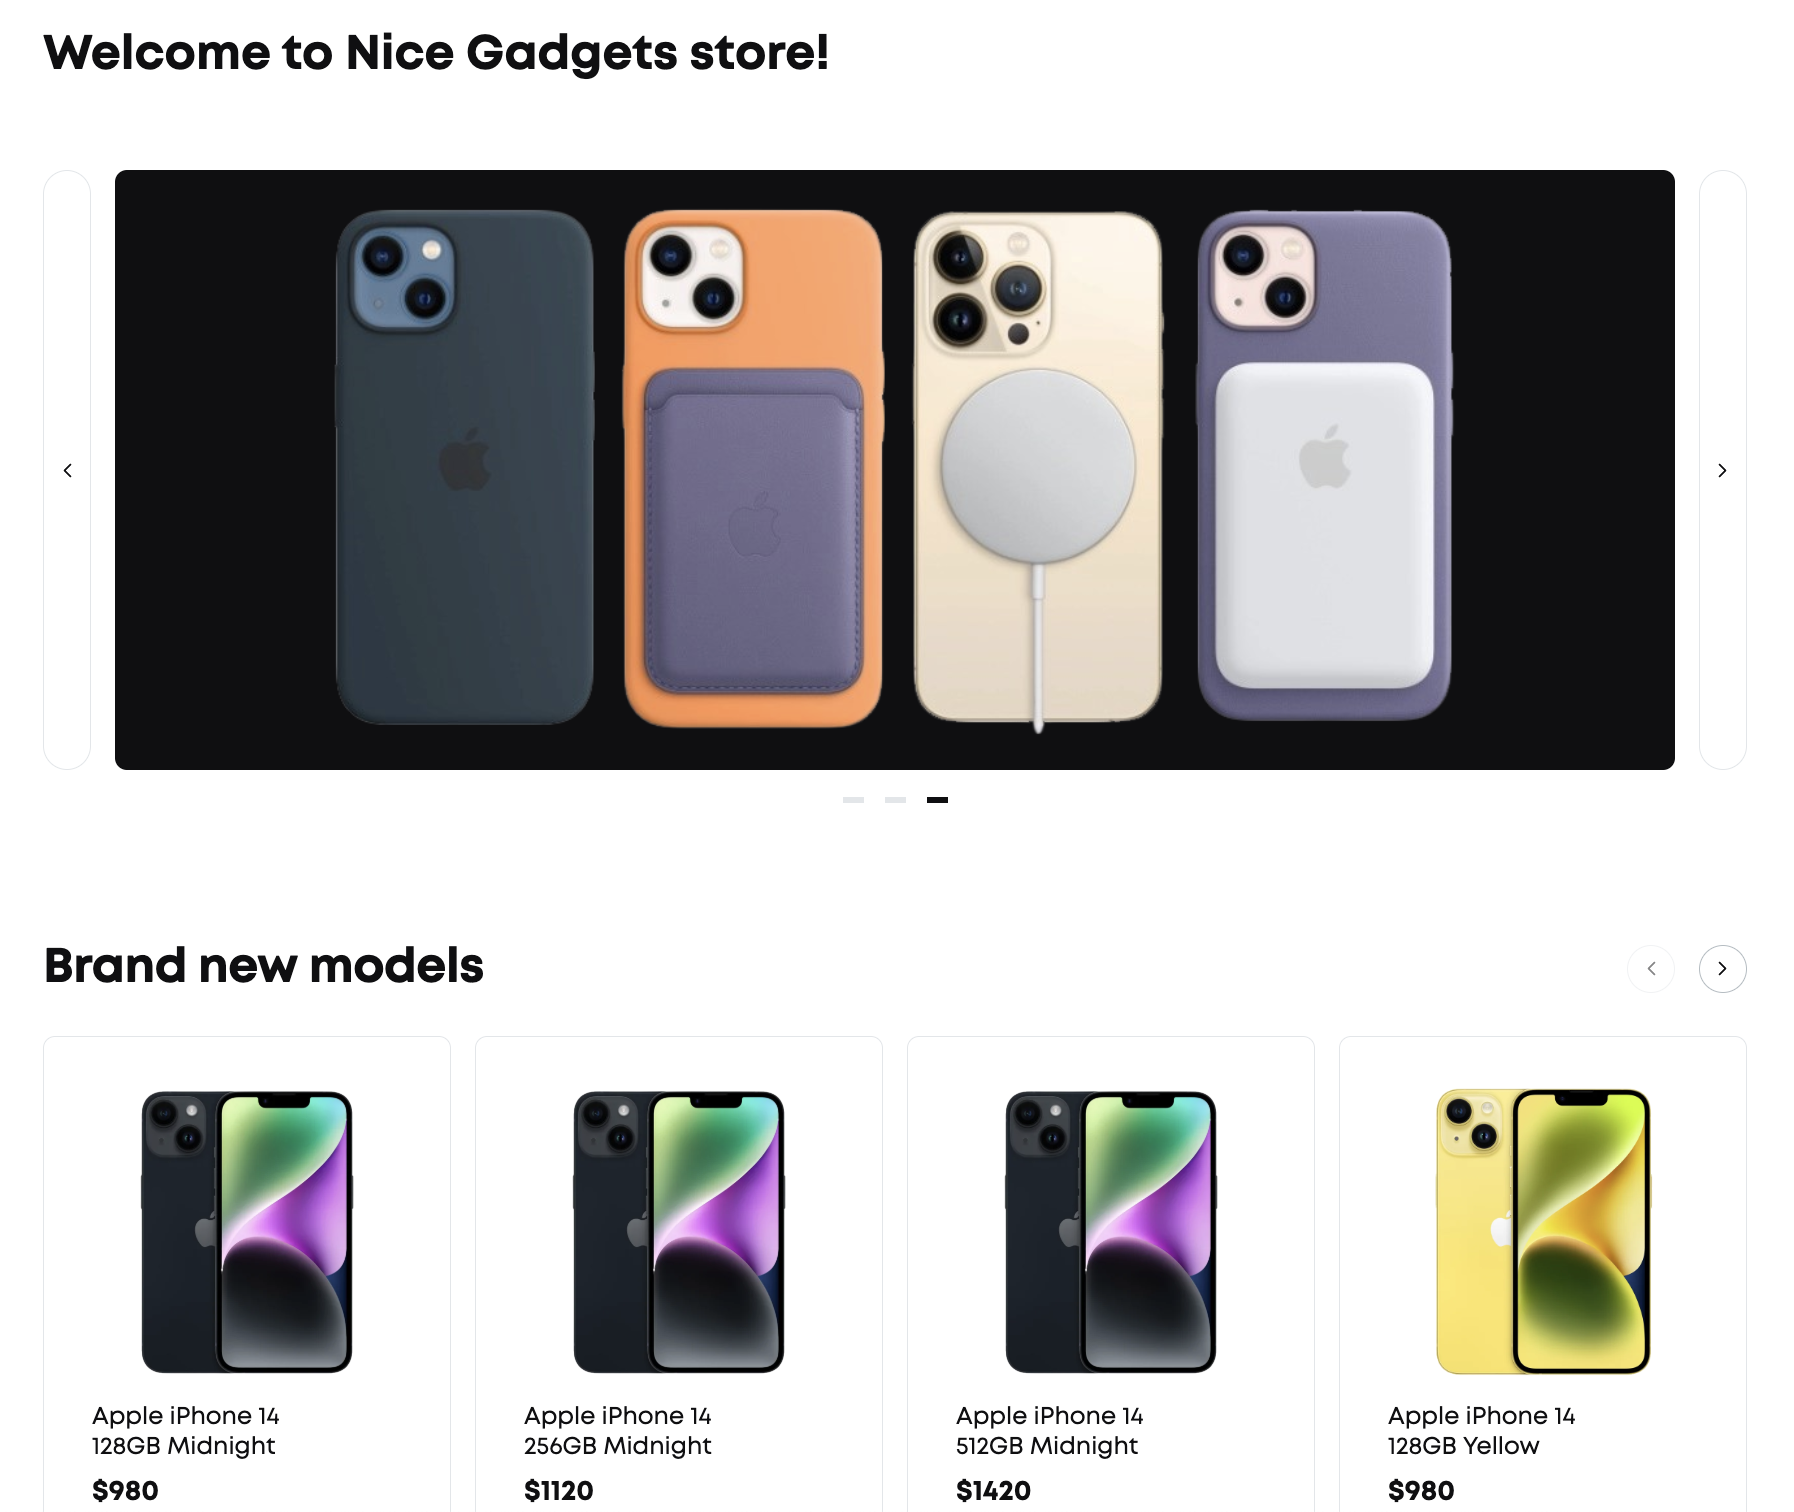 Welcome to Nice Gadgets store!
Brand new models
Apple iPhone 14
128GB Midnight
$980
Apple iPhone 14
256GB Midnight
$1120
Apple iPhone 14
512GB Midnight
$1420
Apple iPhone 14
128GB Yellow
$980